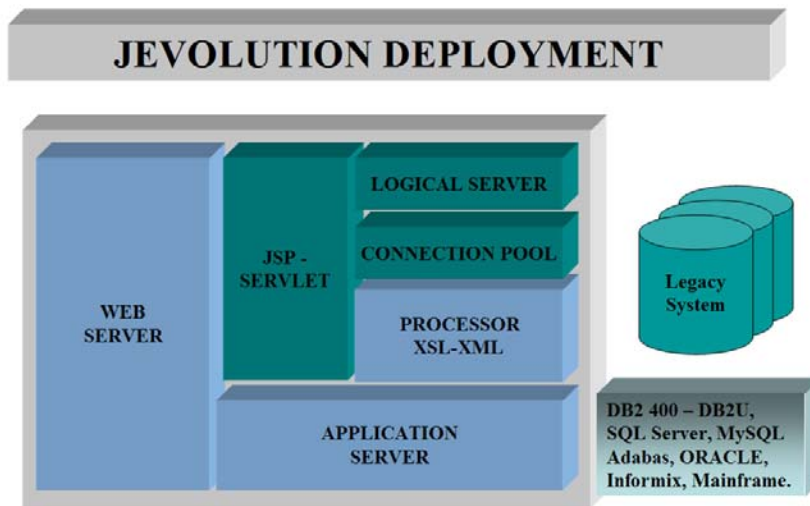 JEVOLUTION DEPLOYMENT
WEB
SERVER
JSP -
SERVLET
LOGICAL SERVER
CONNECTION POOL
PROCESSOR
XSL-XML
APPLICATION
SERVER
Legacy
System
DB2 400 – DB2U,
SQL Server, MySQL
Adabas, ORACLE,
Informix, Mainframe.